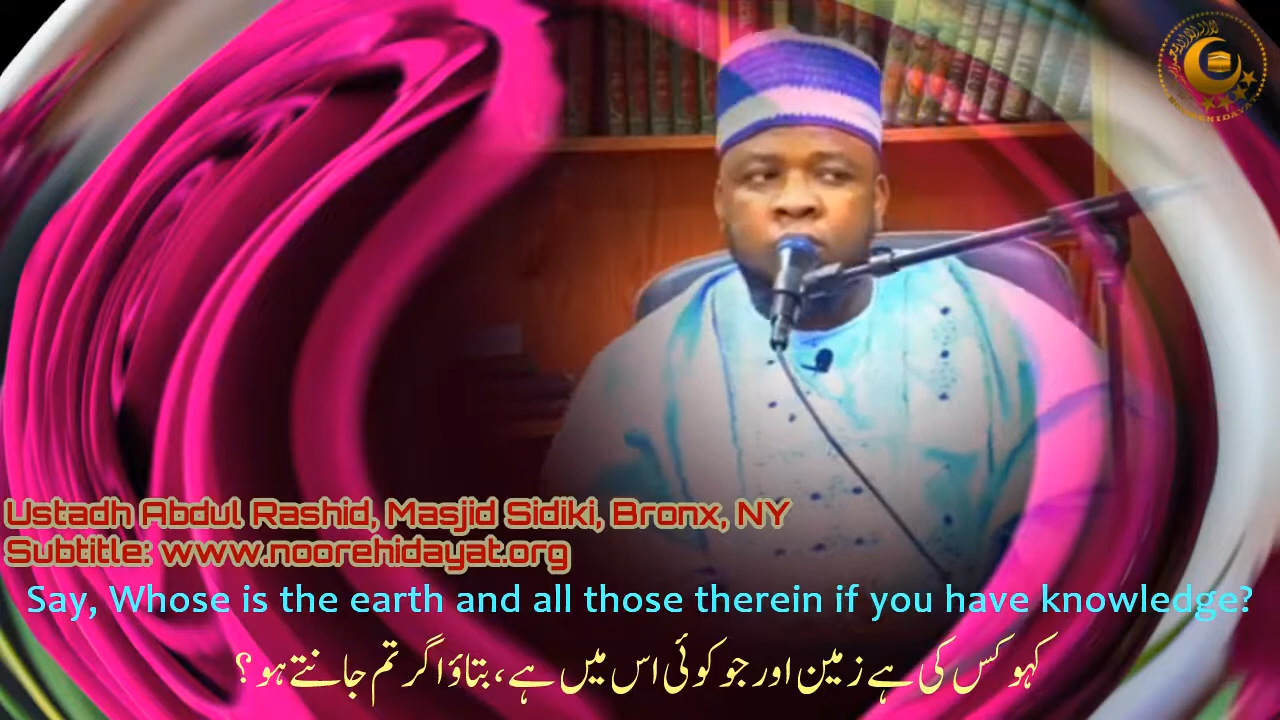 Ustadh Abdul Rashid, Masjid Sidiki, Bronx, NY
Subtitle: www.noorehidayat.org
Say, Whose is the earth and all those therein if you have knowledge?
کہو کس کی ہے زمین اور جو کوئی اس میں ہے، بتاؤ اگر تم جانتے ہو ؟